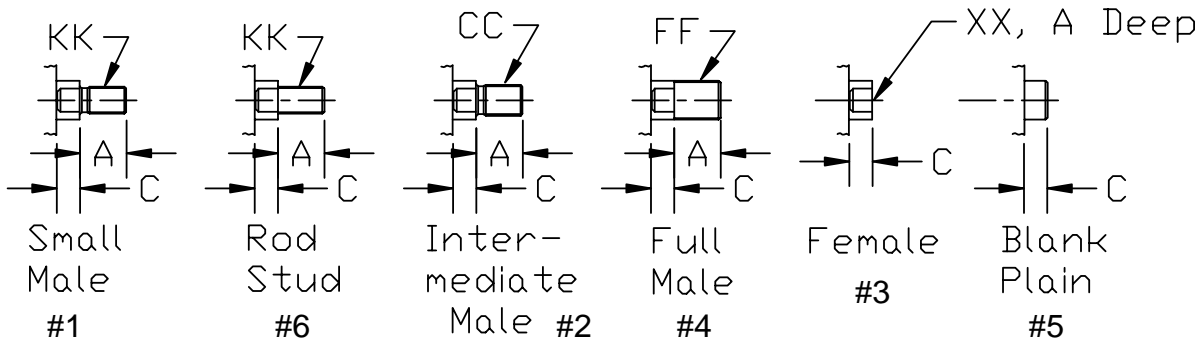 KK
KK
CC
FF
XX, A Deep
A
A
A
A
C
C
C
C
C
C
Small
Male
#1
Rod
Stud
#6
Inter-
mediate
Male #2
Full
Male
#4
Female
#3
Blank
Plain
#5